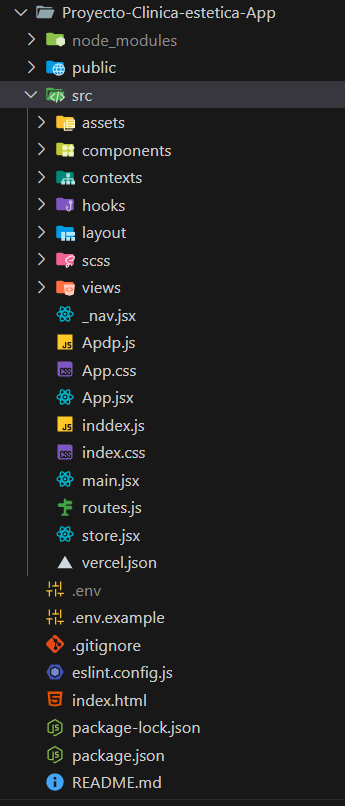 Proyecto-Clinica-estetica-App
node_modules
public
src
assets
components
contexts
hooks
layout
scss
views
_nav.jsx
Apdp.js
App.css
App.jsx
inddex.js
index.css
main.jsx
routes.js
store.jsx
vercel.json
.env
.env.example
.gitignore
eslint.config.js
index.html
package-lock.json
package.json
README.md